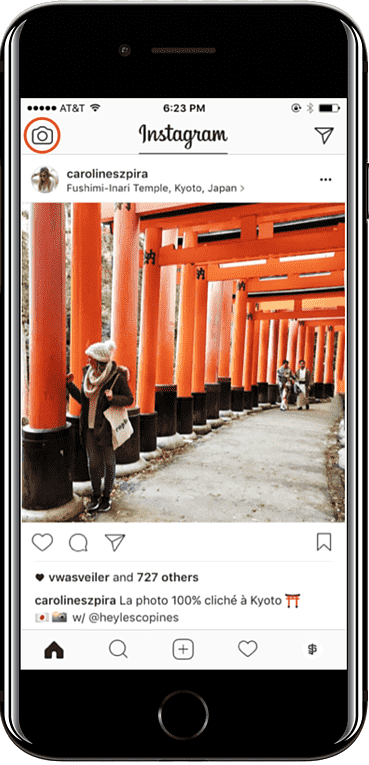 AT&T 6:23 PM
Instagram
carolineszpira
Fushimi-Inari Temple, Kyoto, Japan >
vwasveiler and 727 others
carolineszpira La photo 100% cliché à Kyoto ⛩
🇯🇵 📸 w/ @heylescopines